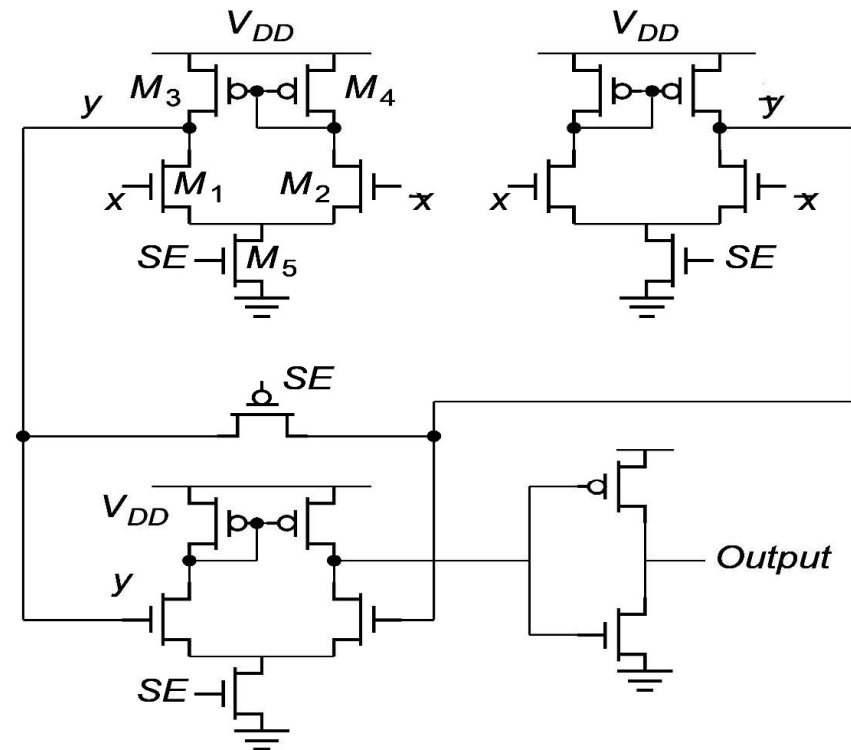 V_DD V_DD
M_3 M_4
y y̅
M_1 M_2
x x̅ x x̅
SE M_5 SE
SE
V_DD
Output
y
SE